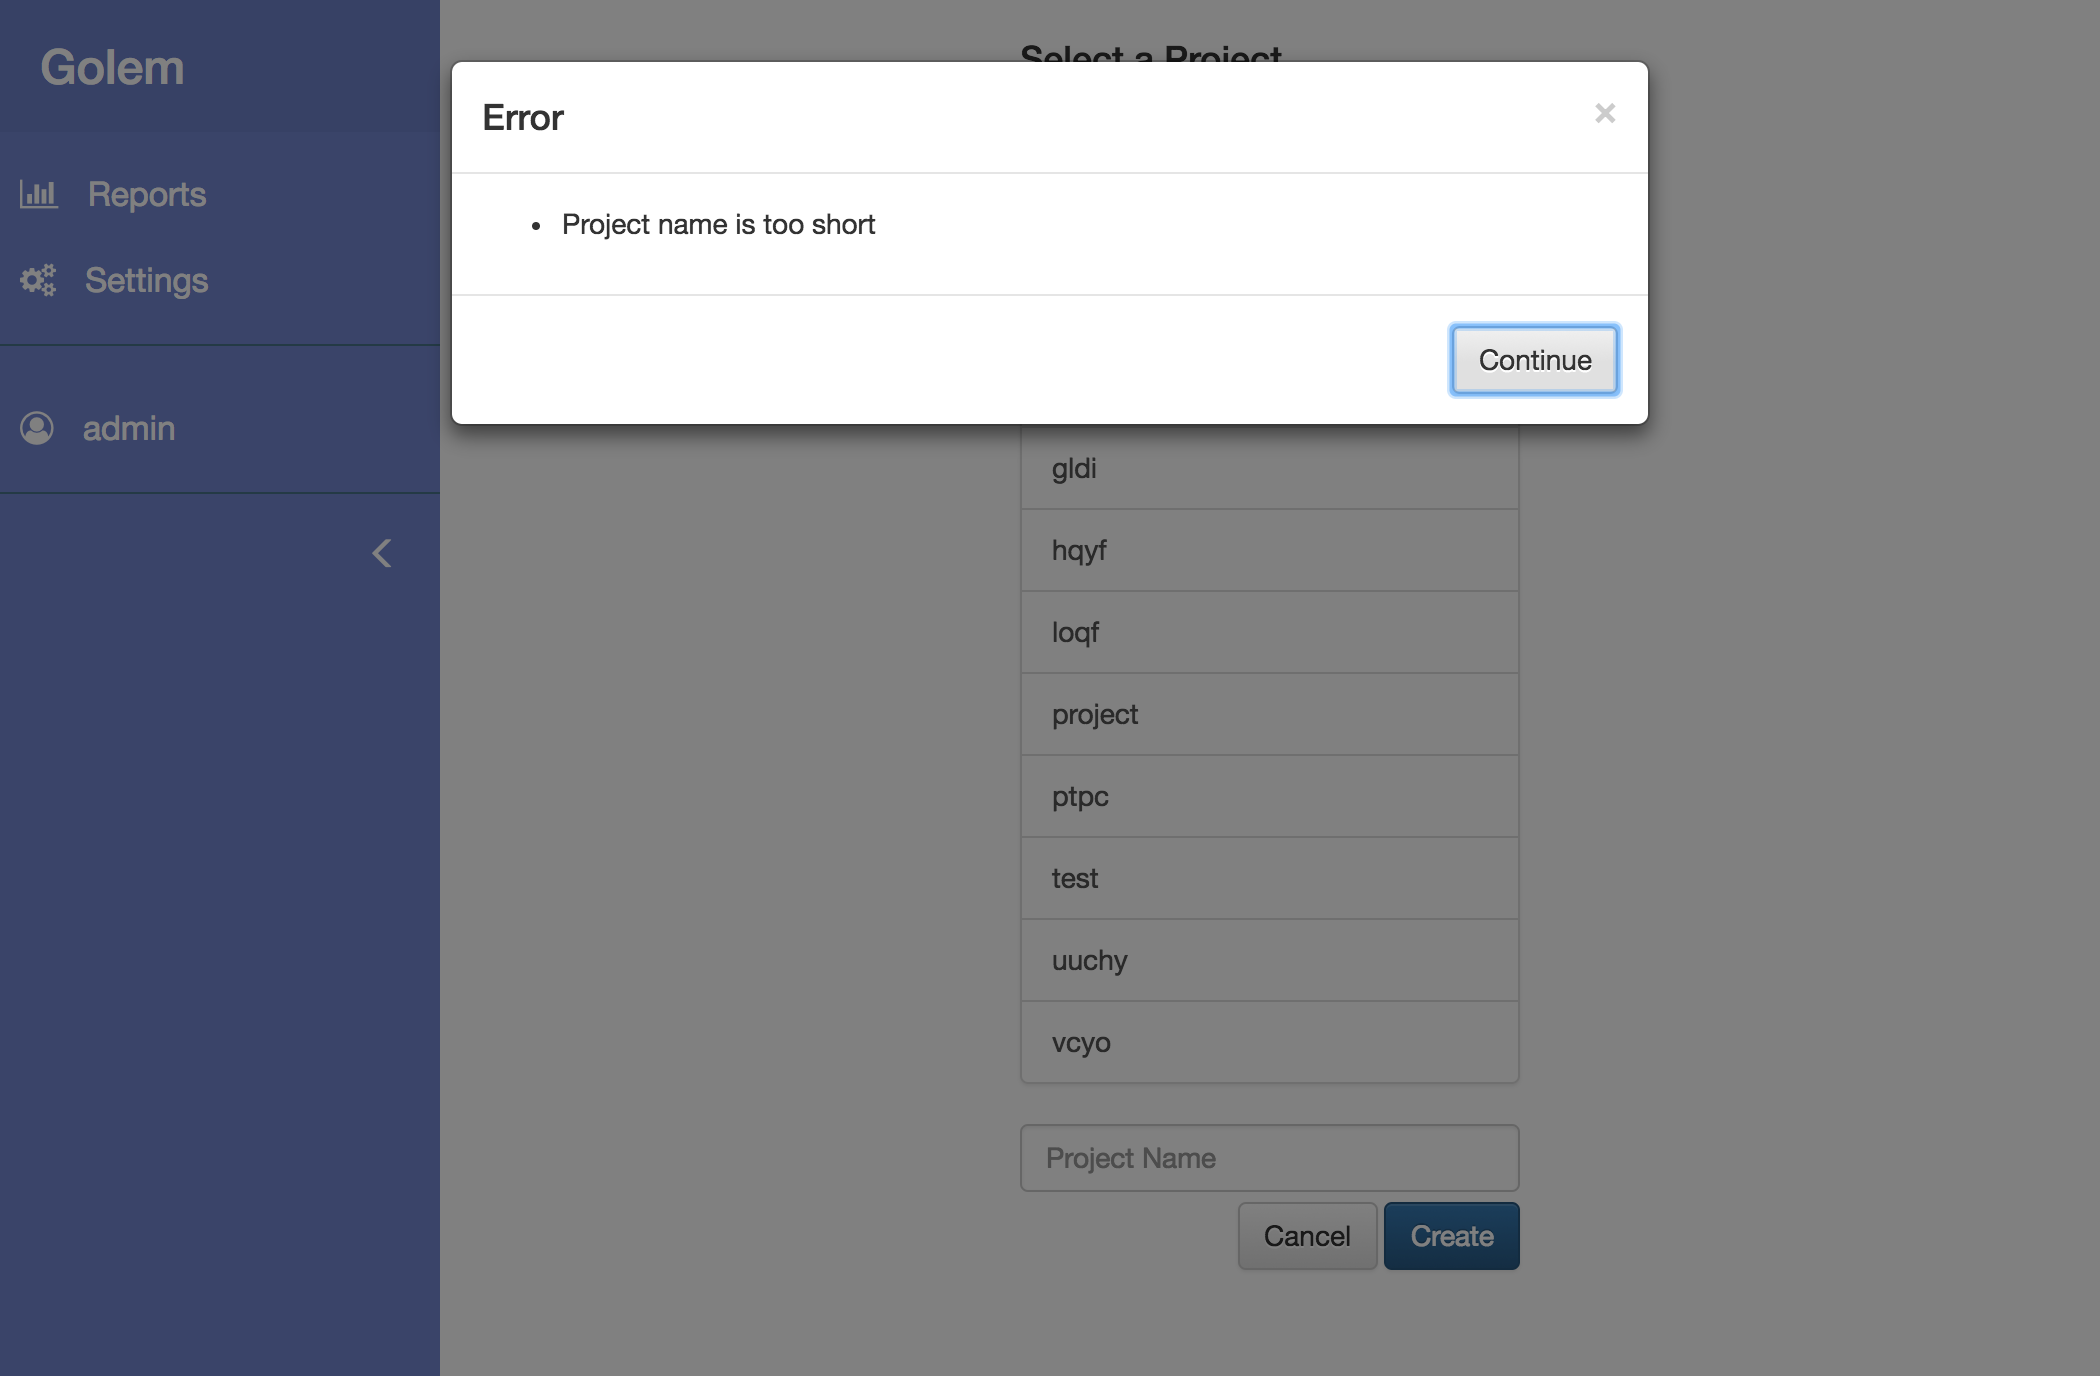 Golem
Reports
Settings
admin
Select a Project
Error
×
Project name is too short
Continue
gldi
hqyf
loqf
project
ptpc
test
uuchy
vcyo
Project Name
Cancel
Create